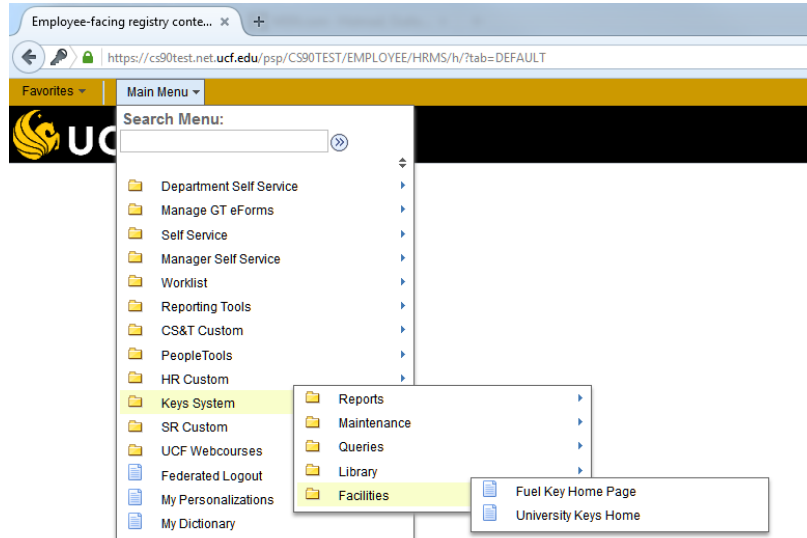 Employee-facing registry conte... × +
https://cs90test.net.ucf.edu/psp/CS90TEST/EMPLOYEE/HRMS/h/?tab=DEFAULT
Favorites Main Menu
UC
Search Menu:
Department Self Service
Manage GT eForms
Self Service
Manager Self Service
Worklist
Reporting Tools
CS&T Custom
PeopleTools
HR Custom
Keys System
SR Custom
UCF Webcourses
Federated Logout
My Personalizations
My Dictionary
Reports
Maintenance
Queries
Library
Facilities
Fuel Key Home Page
University Keys Home